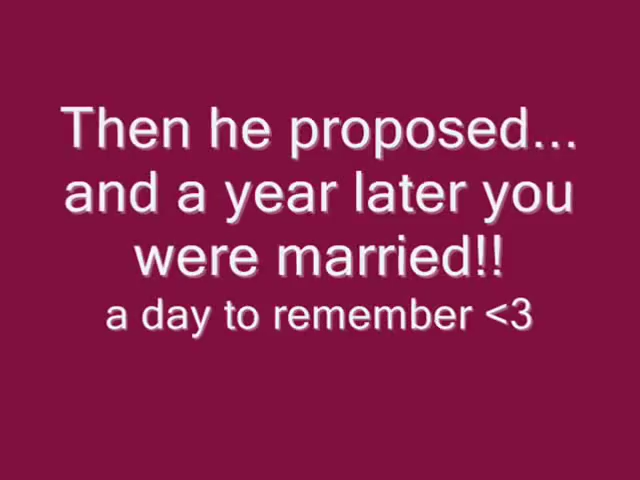 Then he proposed...
and a year later you
were married!!
a day to remember <3